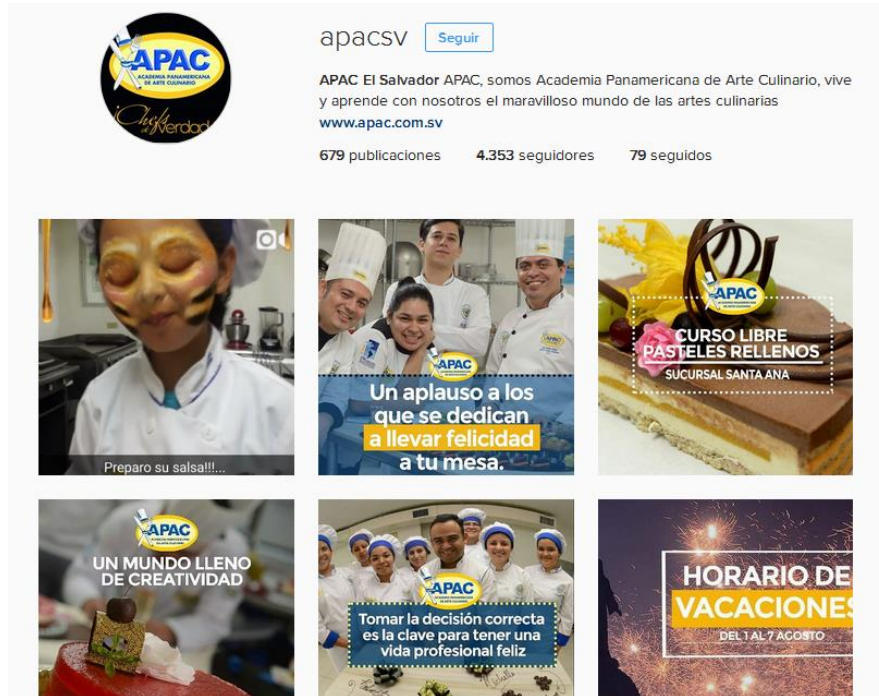 APAC
ACADEMIA PANAMERICANA
DE ARTE CULINARIO
¡Chefs
de Verdad
apacsv Seguir
APAC El Salvador APAC, somos Academia Panamericana de Arte Culinario, vive
y aprende con nosotros el maravilloso mundo de las artes culinarias
www.apac.com.sv
679 publicaciones 4.353 seguidores 79 seguidos
Preparo su salsa!!!...
APAC
Un aplauso a los
que se dedican
a llevar felicidad
a tu mesa.
APAC
CURSO LIBRE
PASTELES RELLENOS
SUCURSAL SANTA ANA
APAC
UN MUNDO LLENO
DE CREATIVIDAD
APAC
Tomar la decisión correcta
es la clave para tener una
vida profesional feliz
HORARIO DE
VACACIONES
DEL 1 AL 7 AGOSTO